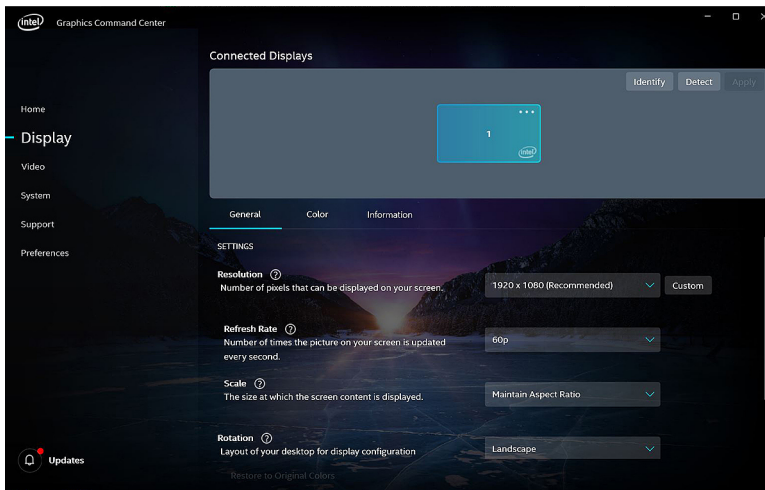 intel Graphics Command Center
Connected Displays
Identify Detect Apply
1
intel
Home
Display
Video
System
Support
Preferences
Updates
General Color Information
SETTINGS
Resolution ?
Number of pixels that can be displayed on your screen.
1920 x 1080 (Recommended) Custom
Refresh Rate ?
Number of times the picture on your screen is updated
every second.
60p
Scale ?
The size at which the screen content is displayed.
Maintain Aspect Ratio
Rotation ?
Layout of your desktop for display configuration
Landscape
Restore to Original Colors